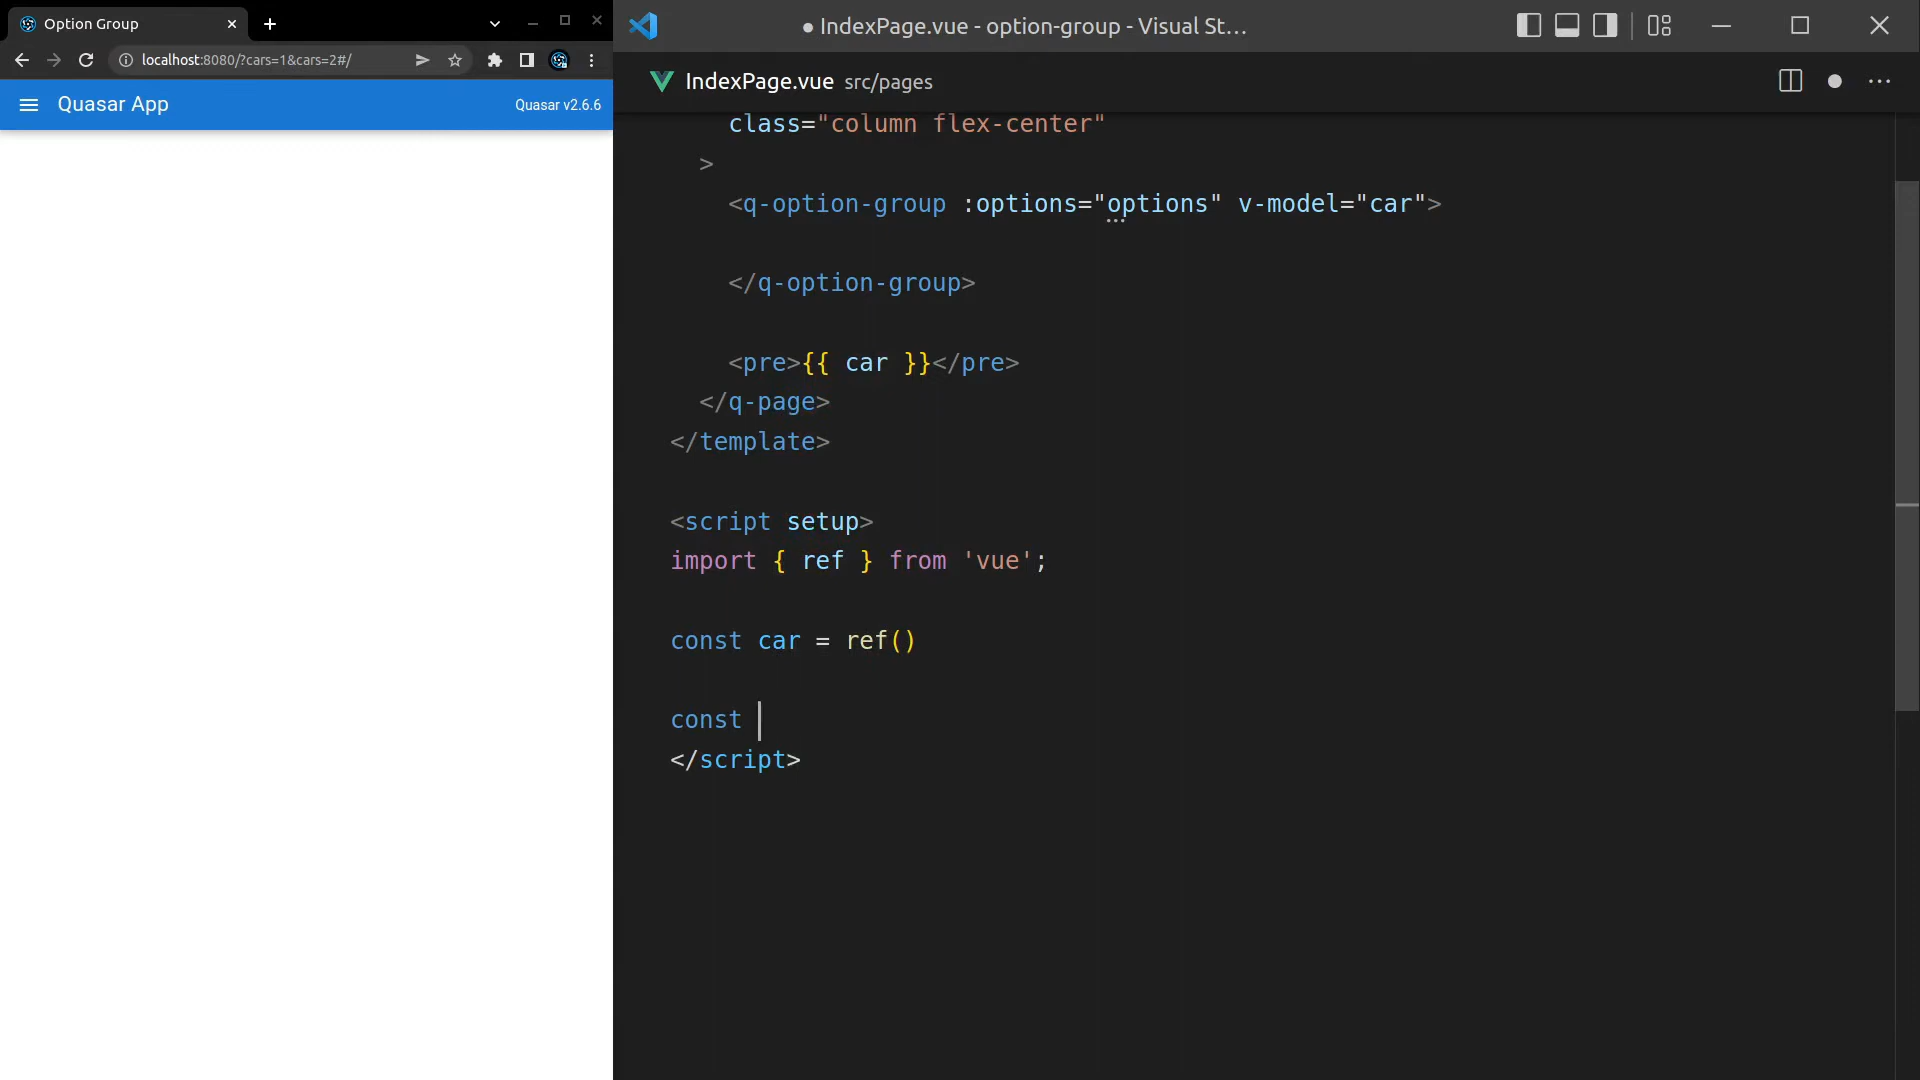 Option Group
localhost:8080/?cars=1&cars=2#/
Quasar App
Quasar v2.6.6
● IndexPage.vue - option-group - Visual St...
IndexPage.vue src/pages
class="column flex-center"
>
<q-option-group :options="options" v-model="car">
</q-option-group>
<pre>{{ car }}</pre>
</q-page>
</template>
<script setup>
import { ref } from 'vue';
const car = ref()
const
</script>